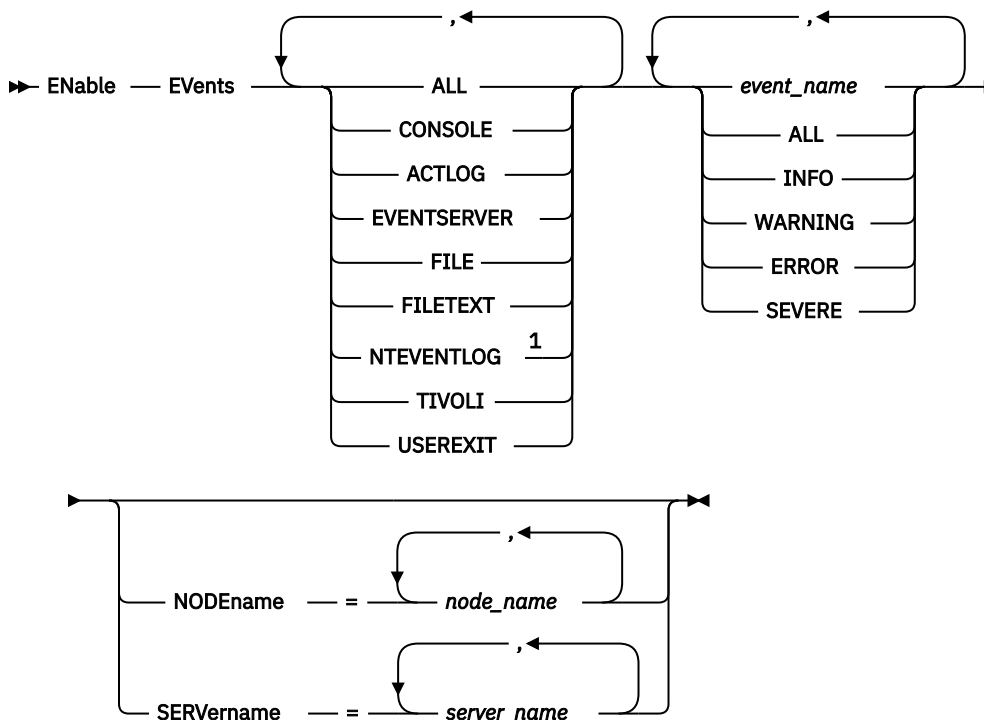 , ,
ENable EVents ALL event_name
CONSOLE ALL
ACTLOG INFO
EVENTSERVER WARNING
FILE ERROR
FILETEXT SEVERE
NTEVENTLOG 1
TIVOLI
USEREXIT
,
NODEname = node_name
,
SERVername = server_name